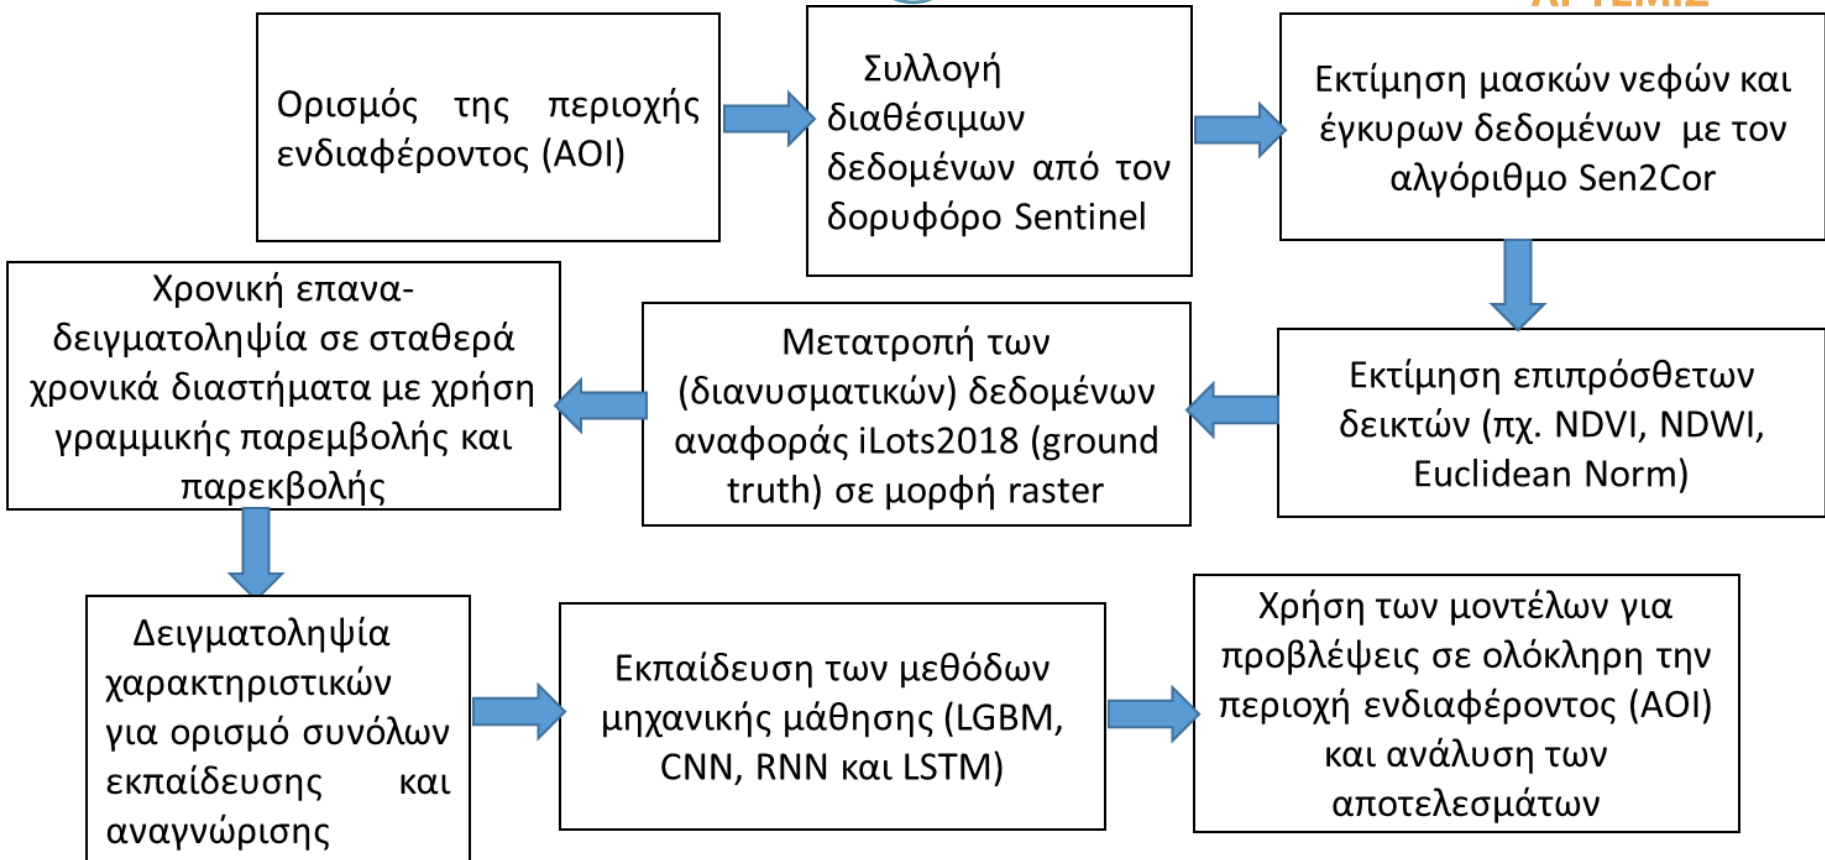 Ορισμός της περιοχής
ενδιαφέροντος (AOI)
Συλλογή
διαθέσιμων
δεδομένων από τον
δορυφόρο Sentinel
Εκτίμηση μασκών νεφών και
έγκυρων δεδομένων με τον
αλγόριθμο Sen2Cor
Εκτίμηση επιπρόσθετων
δεικτών (πχ. NDVI, NDWI,
Euclidean Norm)
Μετατροπή των
(διανυσματικών) δεδομένων
αναφοράς iLots2018 (ground
truth) σε μορφή raster
Χρονική επανα-
δειγματοληψία σε σταθερά
χρονικά διαστήματα με χρήση
γραμμικής παρεμβολής και
παρεκβολής
Δειγματοληψία
χαρακτηριστικών
για ορισμό συνόλων
εκπαίδευσης και
αναγνώρισης
Εκπαίδευση των μεθόδων
μηχανικής μάθησης (LGBM,
CNN, RNN και LSTM)
Χρήση των μοντέλων για
προβλέψεις σε ολόκληρη την
περιοχή ενδιαφέροντος (AOI)
και ανάλυση των
αποτελεσμάτων